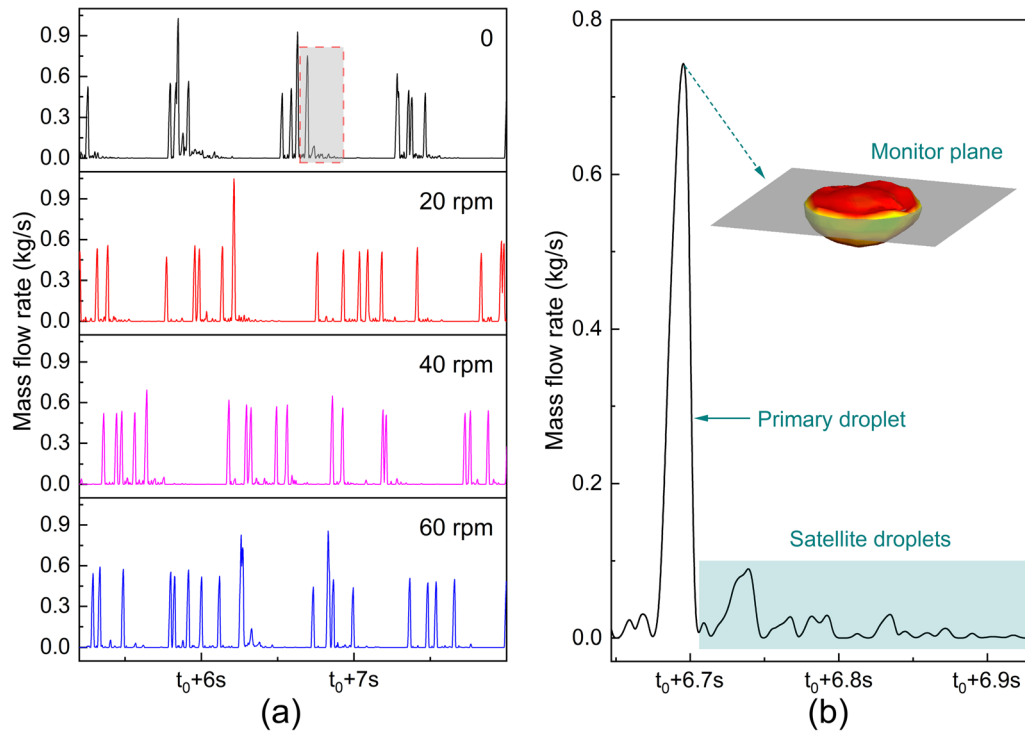 0.9
0.6
0.3
0.0
0
0.9
0.6
0.3
0.0
20 rpm
0.9
0.6
0.3
0.0
40 rpm
0.9
0.6
0.3
0.0
60 rpm
Mass flow rate (kg/s)
t₀+6s
t₀+7s
(a)
0.8
0.6
0.4
0.2
0.0
Mass flow rate (kg/s)
Monitor plane
Primary droplet
Satellite droplets
t₀+6.7s
t₀+6.8s
t₀+6.9s
(b)